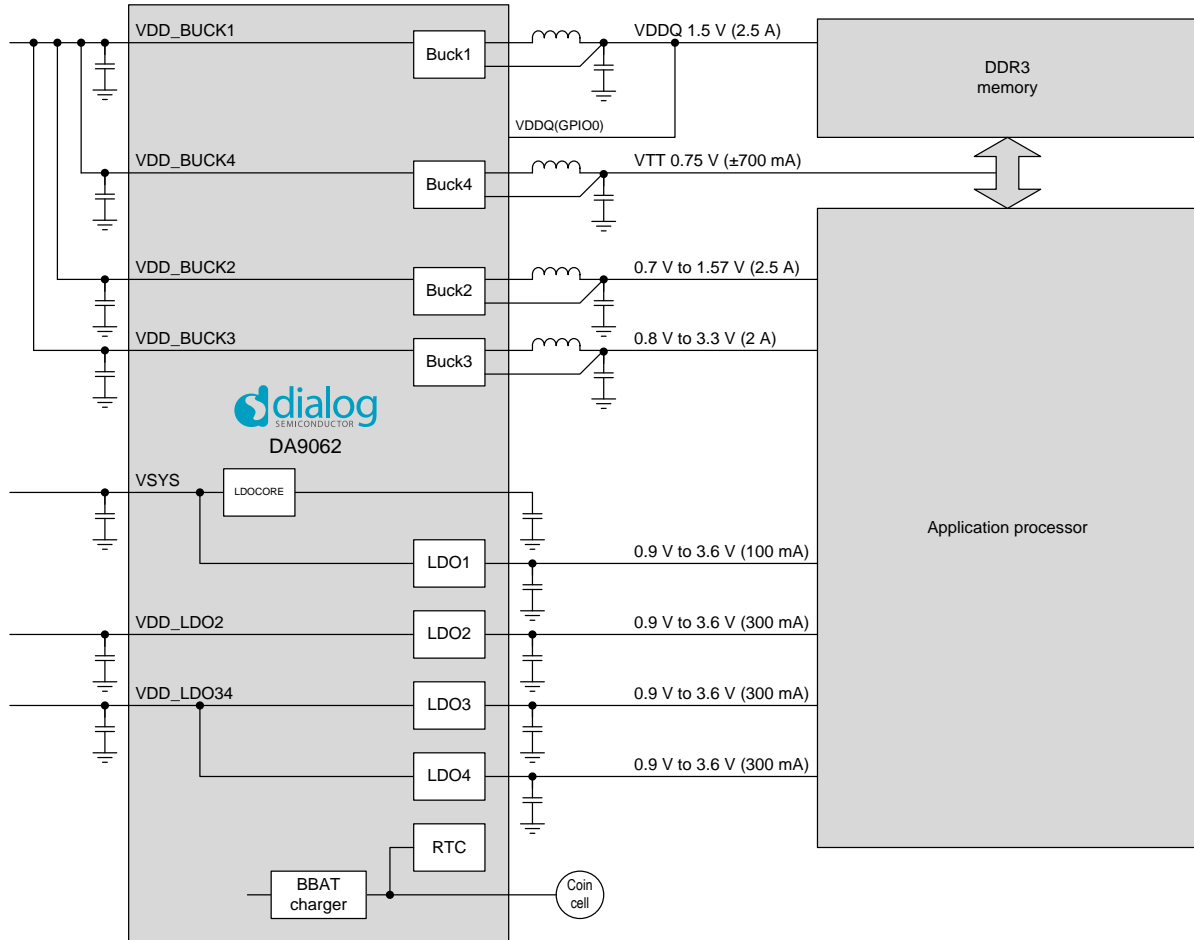 VDD_BUCK1
Buck1
VDDQ 1.5 V (2.5 A)
DDR3
memory
VDDQ(GPIO0)
VDD_BUCK4
Buck4
VTT 0.75 V (±700 mA)
VDD_BUCK2
Buck2
0.7 V to 1.57 V (2.5 A)
VDD_BUCK3
Buck3
0.8 V to 3.3 V (2 A)
dialog
SEMICONDUCTOR
DA9062
VSYS
LDOCORE
Application processor
LDO1
0.9 V to 3.6 V (100 mA)
VDD_LDO2
LDO2
0.9 V to 3.6 V (300 mA)
VDD_LDO34
LDO3
0.9 V to 3.6 V (300 mA)
LDO4
0.9 V to 3.6 V (300 mA)
RTC
BBAT
charger
Coin
cell